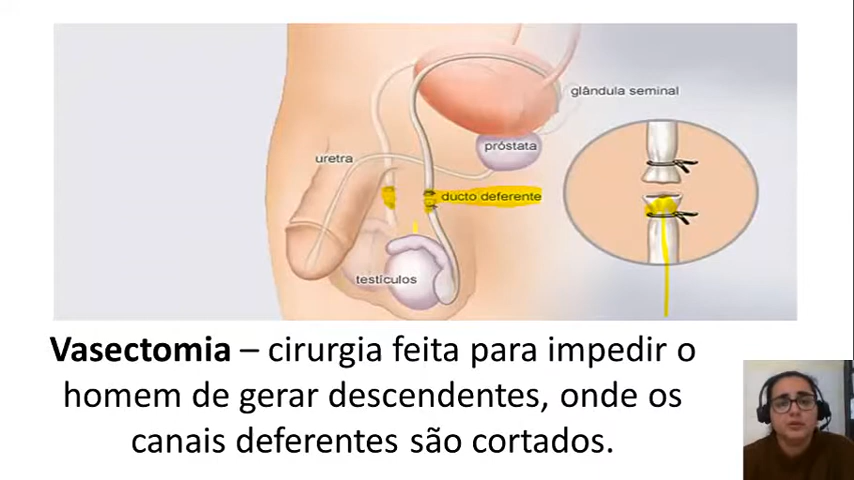 glândula seminal
próstata
uretra
ducto deferente
testículos
Vasectomia – cirurgia feita para impedir o
homem de gerar descendentes, onde os
canais deferentes são cortados.